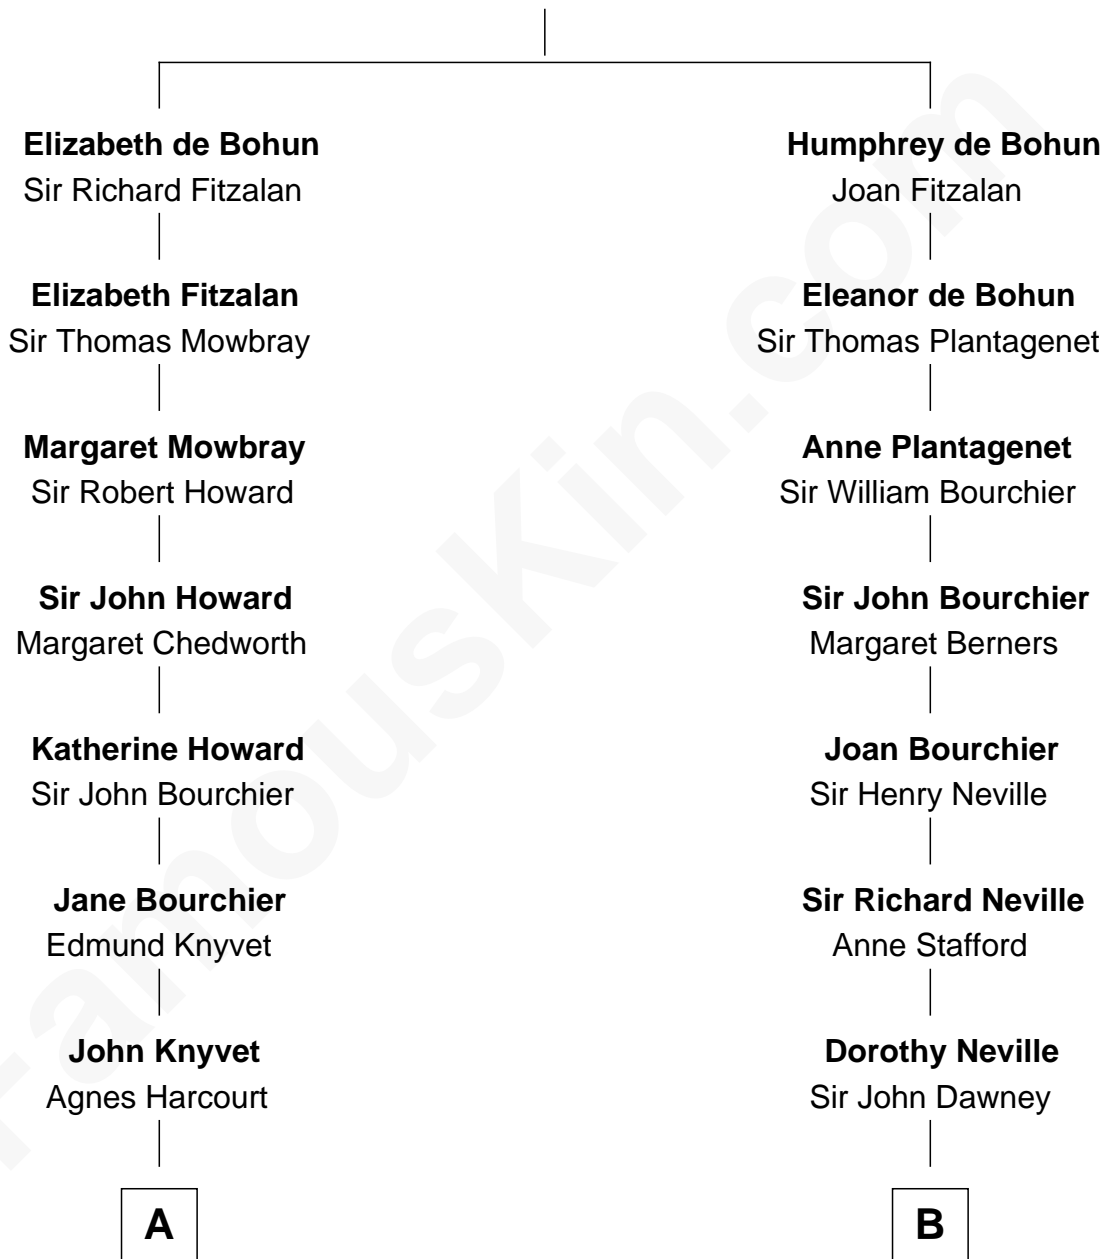 Elizabeth de Bohun
Sir Richard Fitzalan
Elizabeth Fitzalan
Sir Thomas Mowbray
Margaret Mowbray
Sir Robert Howard
Sir John Howard
Margaret Chedworth
Katherine Howard
Sir John Bourchier
Jane Bourchier
Edmund Knyvet
John Knyvet
Agnes Harcourt
A
Humphrey de Bohun
Joan Fitzalan
Eleanor de Bohun
Sir Thomas Plantagenet
Anne Plantagenet
Sir William Bourchier
Sir John Bourchier
Margaret Berners
Joan Bourchier
Sir Henry Neville
Sir Richard Neville
Anne Stafford
Dorothy Neville
Sir John Dawney
B
FamousKin.com